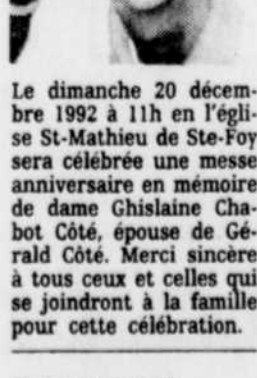 Le dimanche 20 décem-
bre 1992 à 11h en l'égli-
se St-Mathieu de Ste-Foy
sera célébrée une messe
anniversaire en mémoire
de dame Ghislaine Cha-
bot Côté, épouse de Gé-
rald Côté. Merci sincère
à tous ceux et celles qui
se joindront à la famille
pour cette célébration.